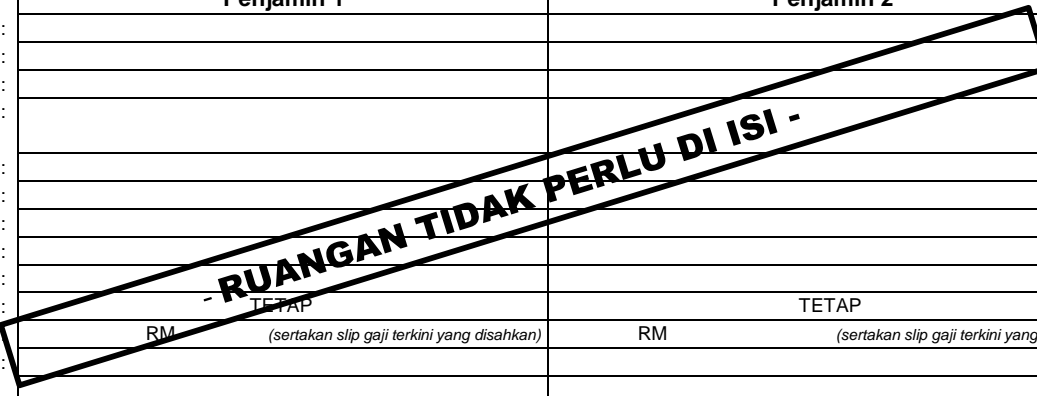 Penjamin 1 Penjamin 2
:
:
:
:
:
:
:
:
:
- RUANGAN TIDAK PERLU DI ISI -
: TETAP TETAP
RM (sertakan slip gaji terkini yang disahkan) RM (sertakan slip gaji terkini yang
: